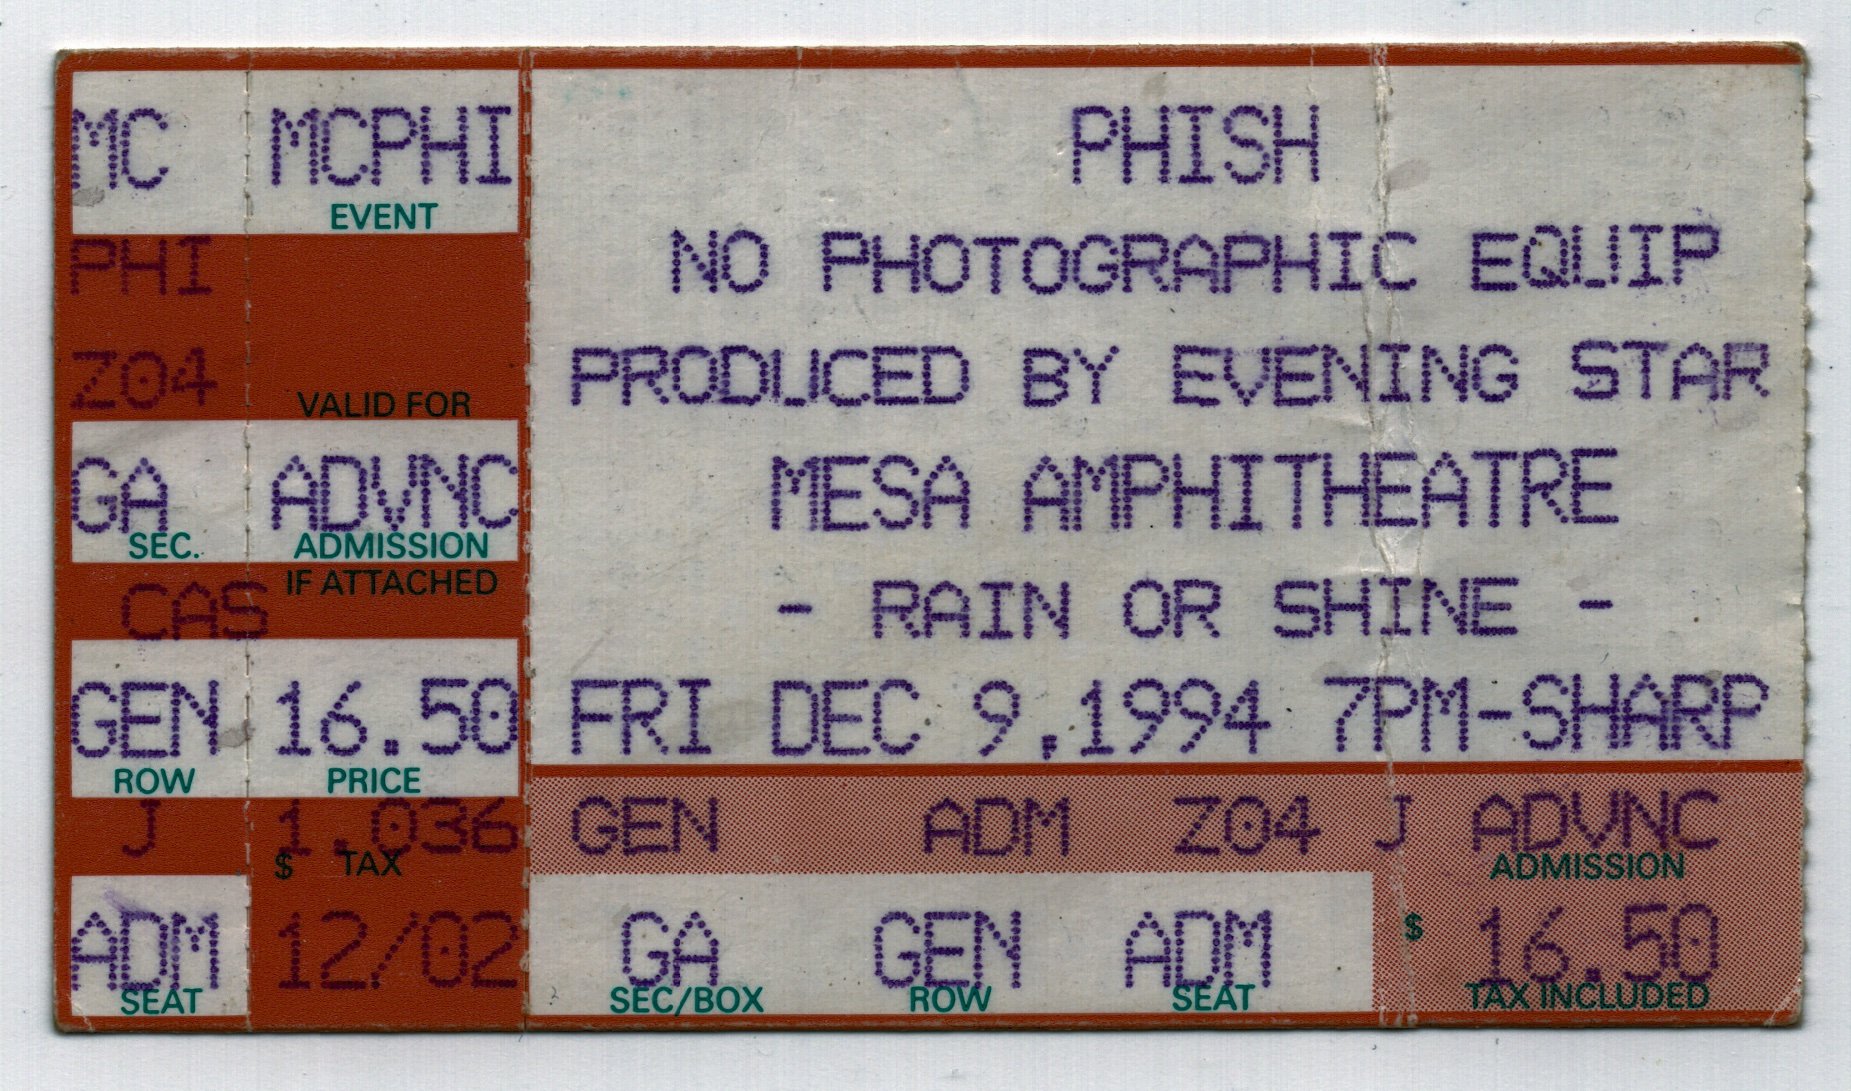 MC MCPHI
EVENT
PHI
Z04
VALID FOR
GA ADVNC
SEC. ADMISSION
IF ATTACHED
CAS
GEN 16.50
ROW PRICE
J 1.036
$ TAX
ADM 12/02
SEAT
PHISH
NO PHOTOGRAPHIC EQUIP
PRODUCED BY EVENING STAR
MESA AMPHITHEATRE
- RAIN OR SHINE -
FRI DEC 9,1994 7PM-SHARP
GEN ADM Z04 J ADVNC
ADMISSION
GA GEN ADM $ 16.50
SEC/BOX ROW SEAT TAX INCLUDED